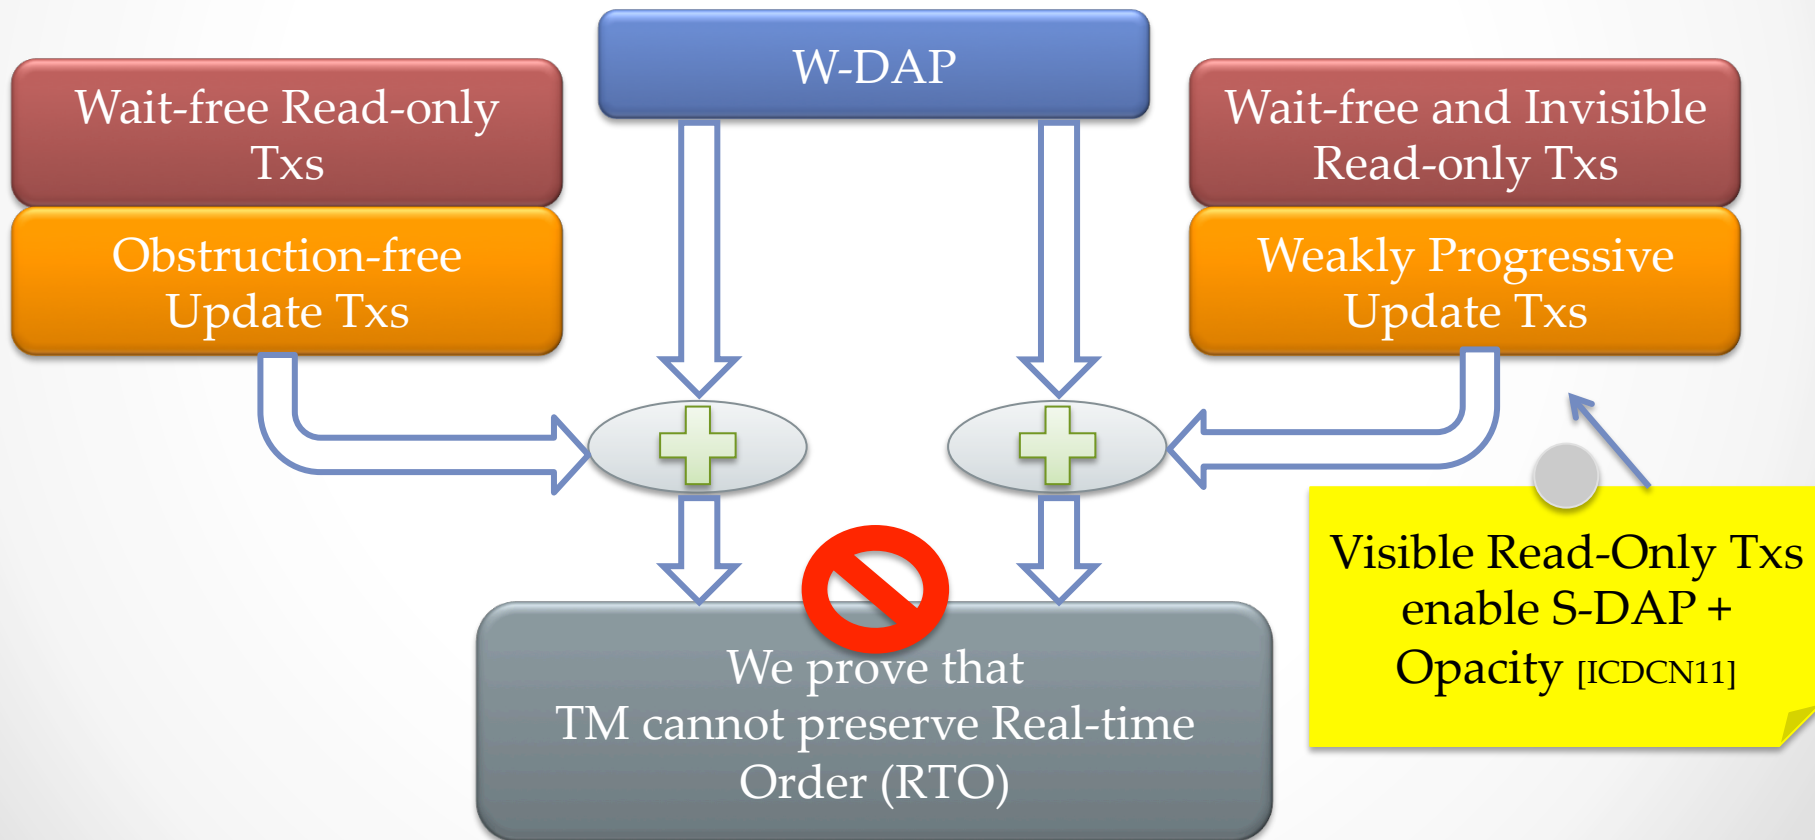 W-DAP
Wait-free Read-only
Txs
Obstruction-free
Update Txs
Wait-free and Invisible
Read-only Txs
Weakly Progressive
Update Txs
Visible Read-Only Txs
enable S-DAP +
Opacity [ICDCN11]
We prove that
TM cannot preserve Real-time
Order (RTO)